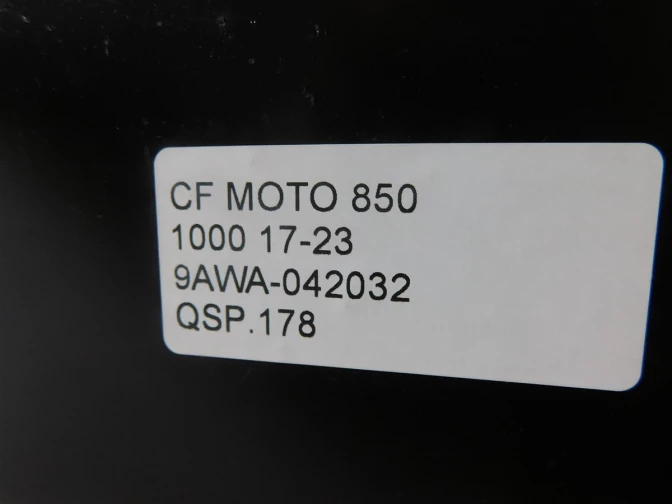 CF MOTO 850
1000 17-23
9AWA-042032
QSP.178